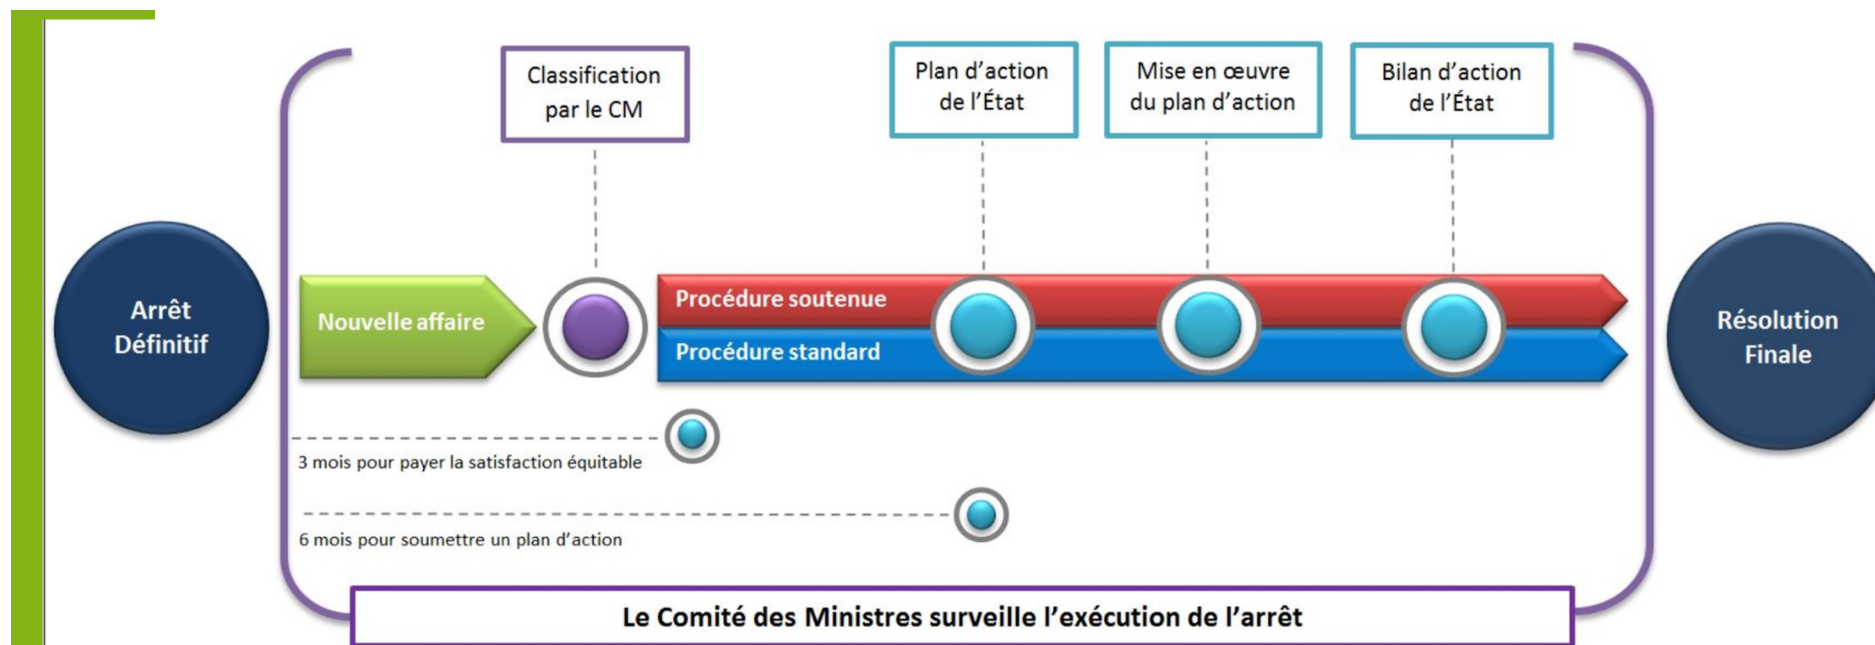 Classification
par le CM
Plan d’action
de l’État
Mise en œuvre
du plan d’action
Bilan d’action
de l’État
Arrêt
Définitif
Nouvelle affaire
Procédure soutenue
Procédure standard
Résolution
Finale
3 mois pour payer la satisfaction équitable
6 mois pour soumettre un plan d’action
Le Comité des Ministres surveille l’exécution de l’arrêt